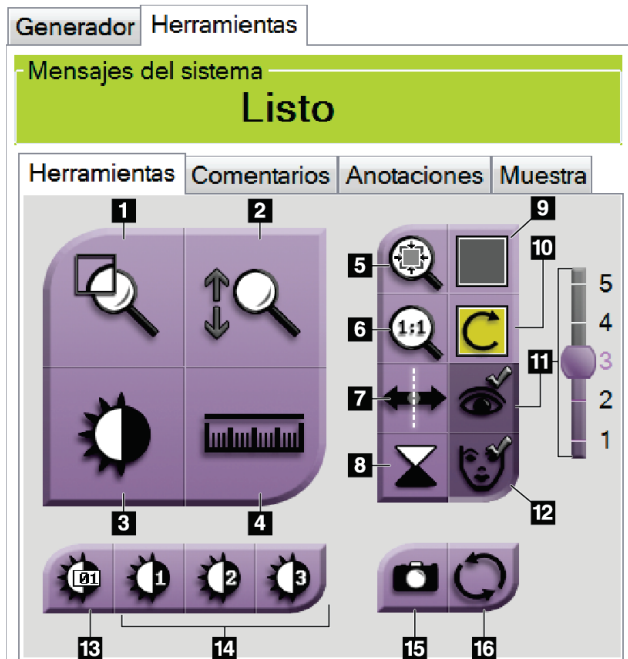 Generador Herramientas
Mensajes del sistema
Listo
Herramientas Comentarios Anotaciones Muestra
1 2
9
5
10
6 1:1
11
5
4
3
2
1
7
8
12
3 4
01 1 2 3
13 14 15 16